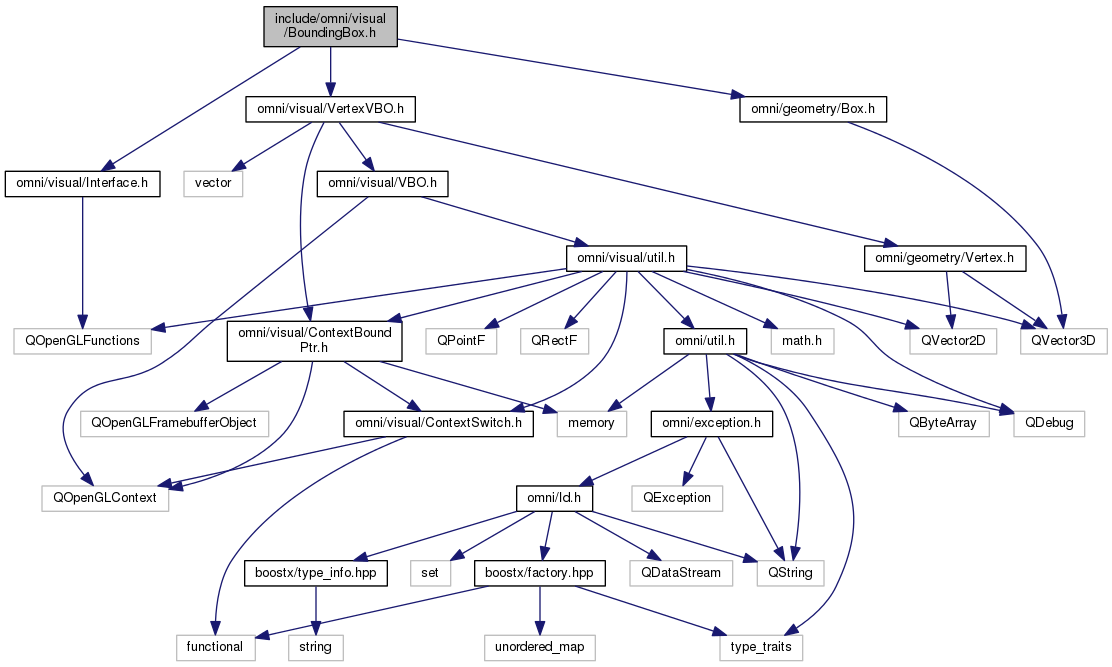 include/omni/visual
/BoundingBox.h
omni/visual/VertexVBO.h
omni/geometry/Box.h
omni/visual/Interface.h
vector
omni/visual/VBO.h
omni/visual/util.h
omni/geometry/Vertex.h
QOpenGLFunctions
omni/visual/ContextBound
Ptr.h
QPointF
QRectF
omni/util.h
math.h
QVector2D
QVector3D
QOpenGLFramebufferObject
omni/visual/ContextSwitch.h
memory
omni/exception.h
QByteArray
QDebug
QOpenGLContext
omni/Id.h
QException
boostx/type_info.hpp
set
boostx/factory.hpp
QDataStream
QString
functional
string
unordered_map
type_traits